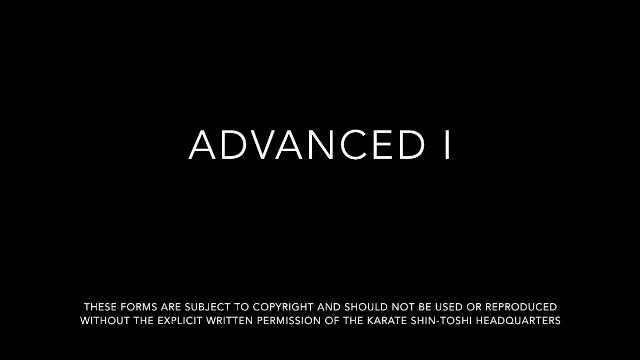 ADVANCED I
THESE FORMS ARE SUBJECT TO COPYRIGHT AND SHOULD NOT BE USED OR REPRODUCED
WITHOUT THE EXPLICIT WRITTEN PERMISSION OF THE KARATE SHIN-TOSHI HEADQUARTERS